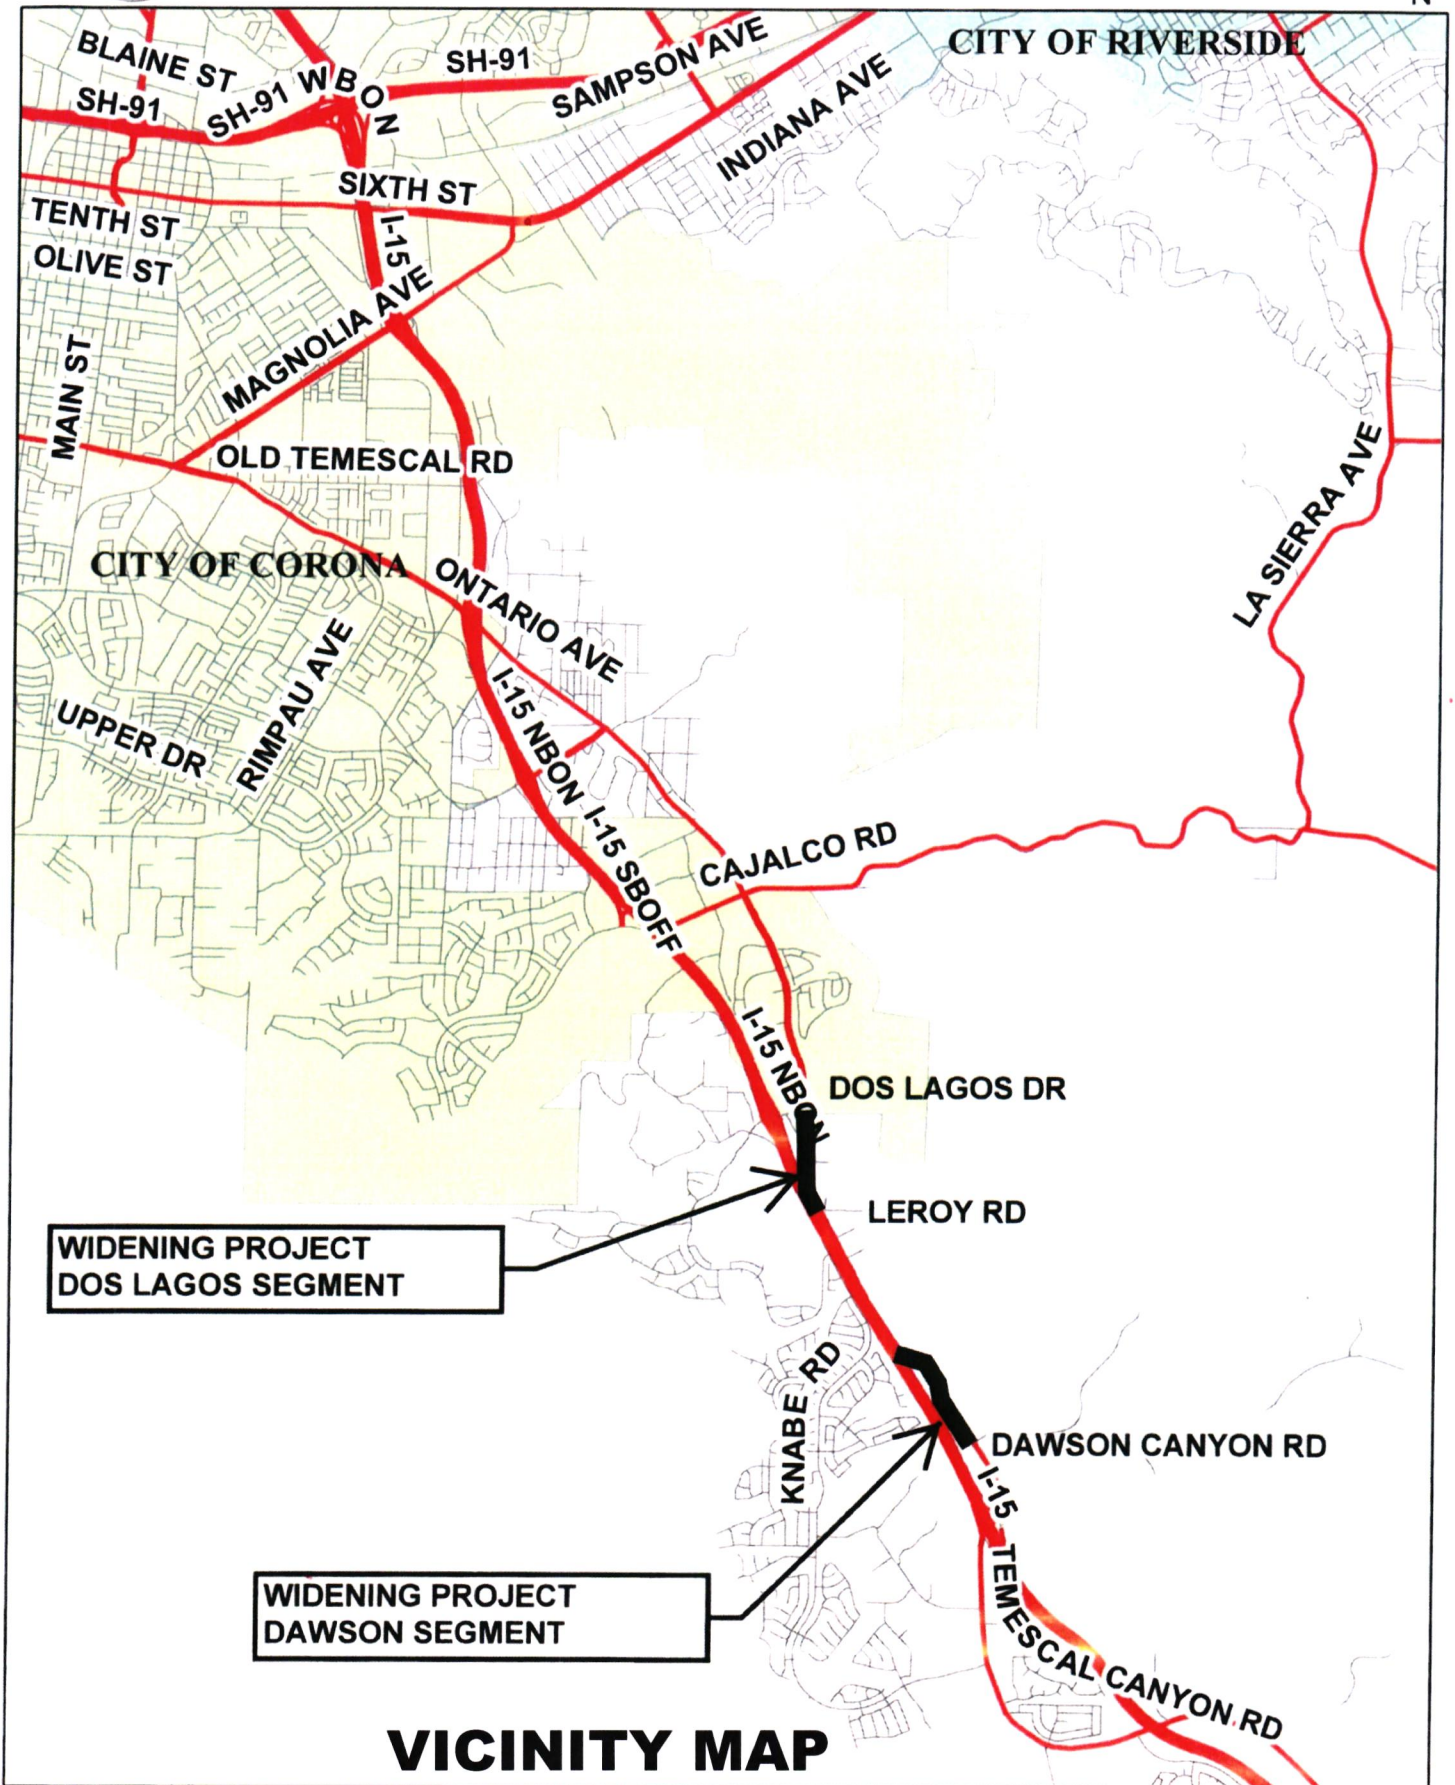 N
CITY OF RIVERSIDE
BLAINE ST
SH-91
SAMPSON AVE
SH-91
SH-91 WBON
INDIANA AVE
SIXTH ST
TENTH ST
I-15
OLIVE ST
MAGNOLIA AVE
MAIN ST
OLD TEMESCAL RD
LA SIERRA AVE
CITY OF CORONA
ONTARIO AVE
RIMPAU AVE
UPPER DR
I-15 NBON
I-15 SBOFF
CAJALCO RD
I-15 NBON
DOS LAGOS DR
LEROY RD
WIDENING PROJECT
DOS LAGOS SEGMENT
KNABE RD
DAWSON CANYON RD
I-15
TEMESCAL CANYON RD
WIDENING PROJECT
DAWSON SEGMENT
VICINITY MAP